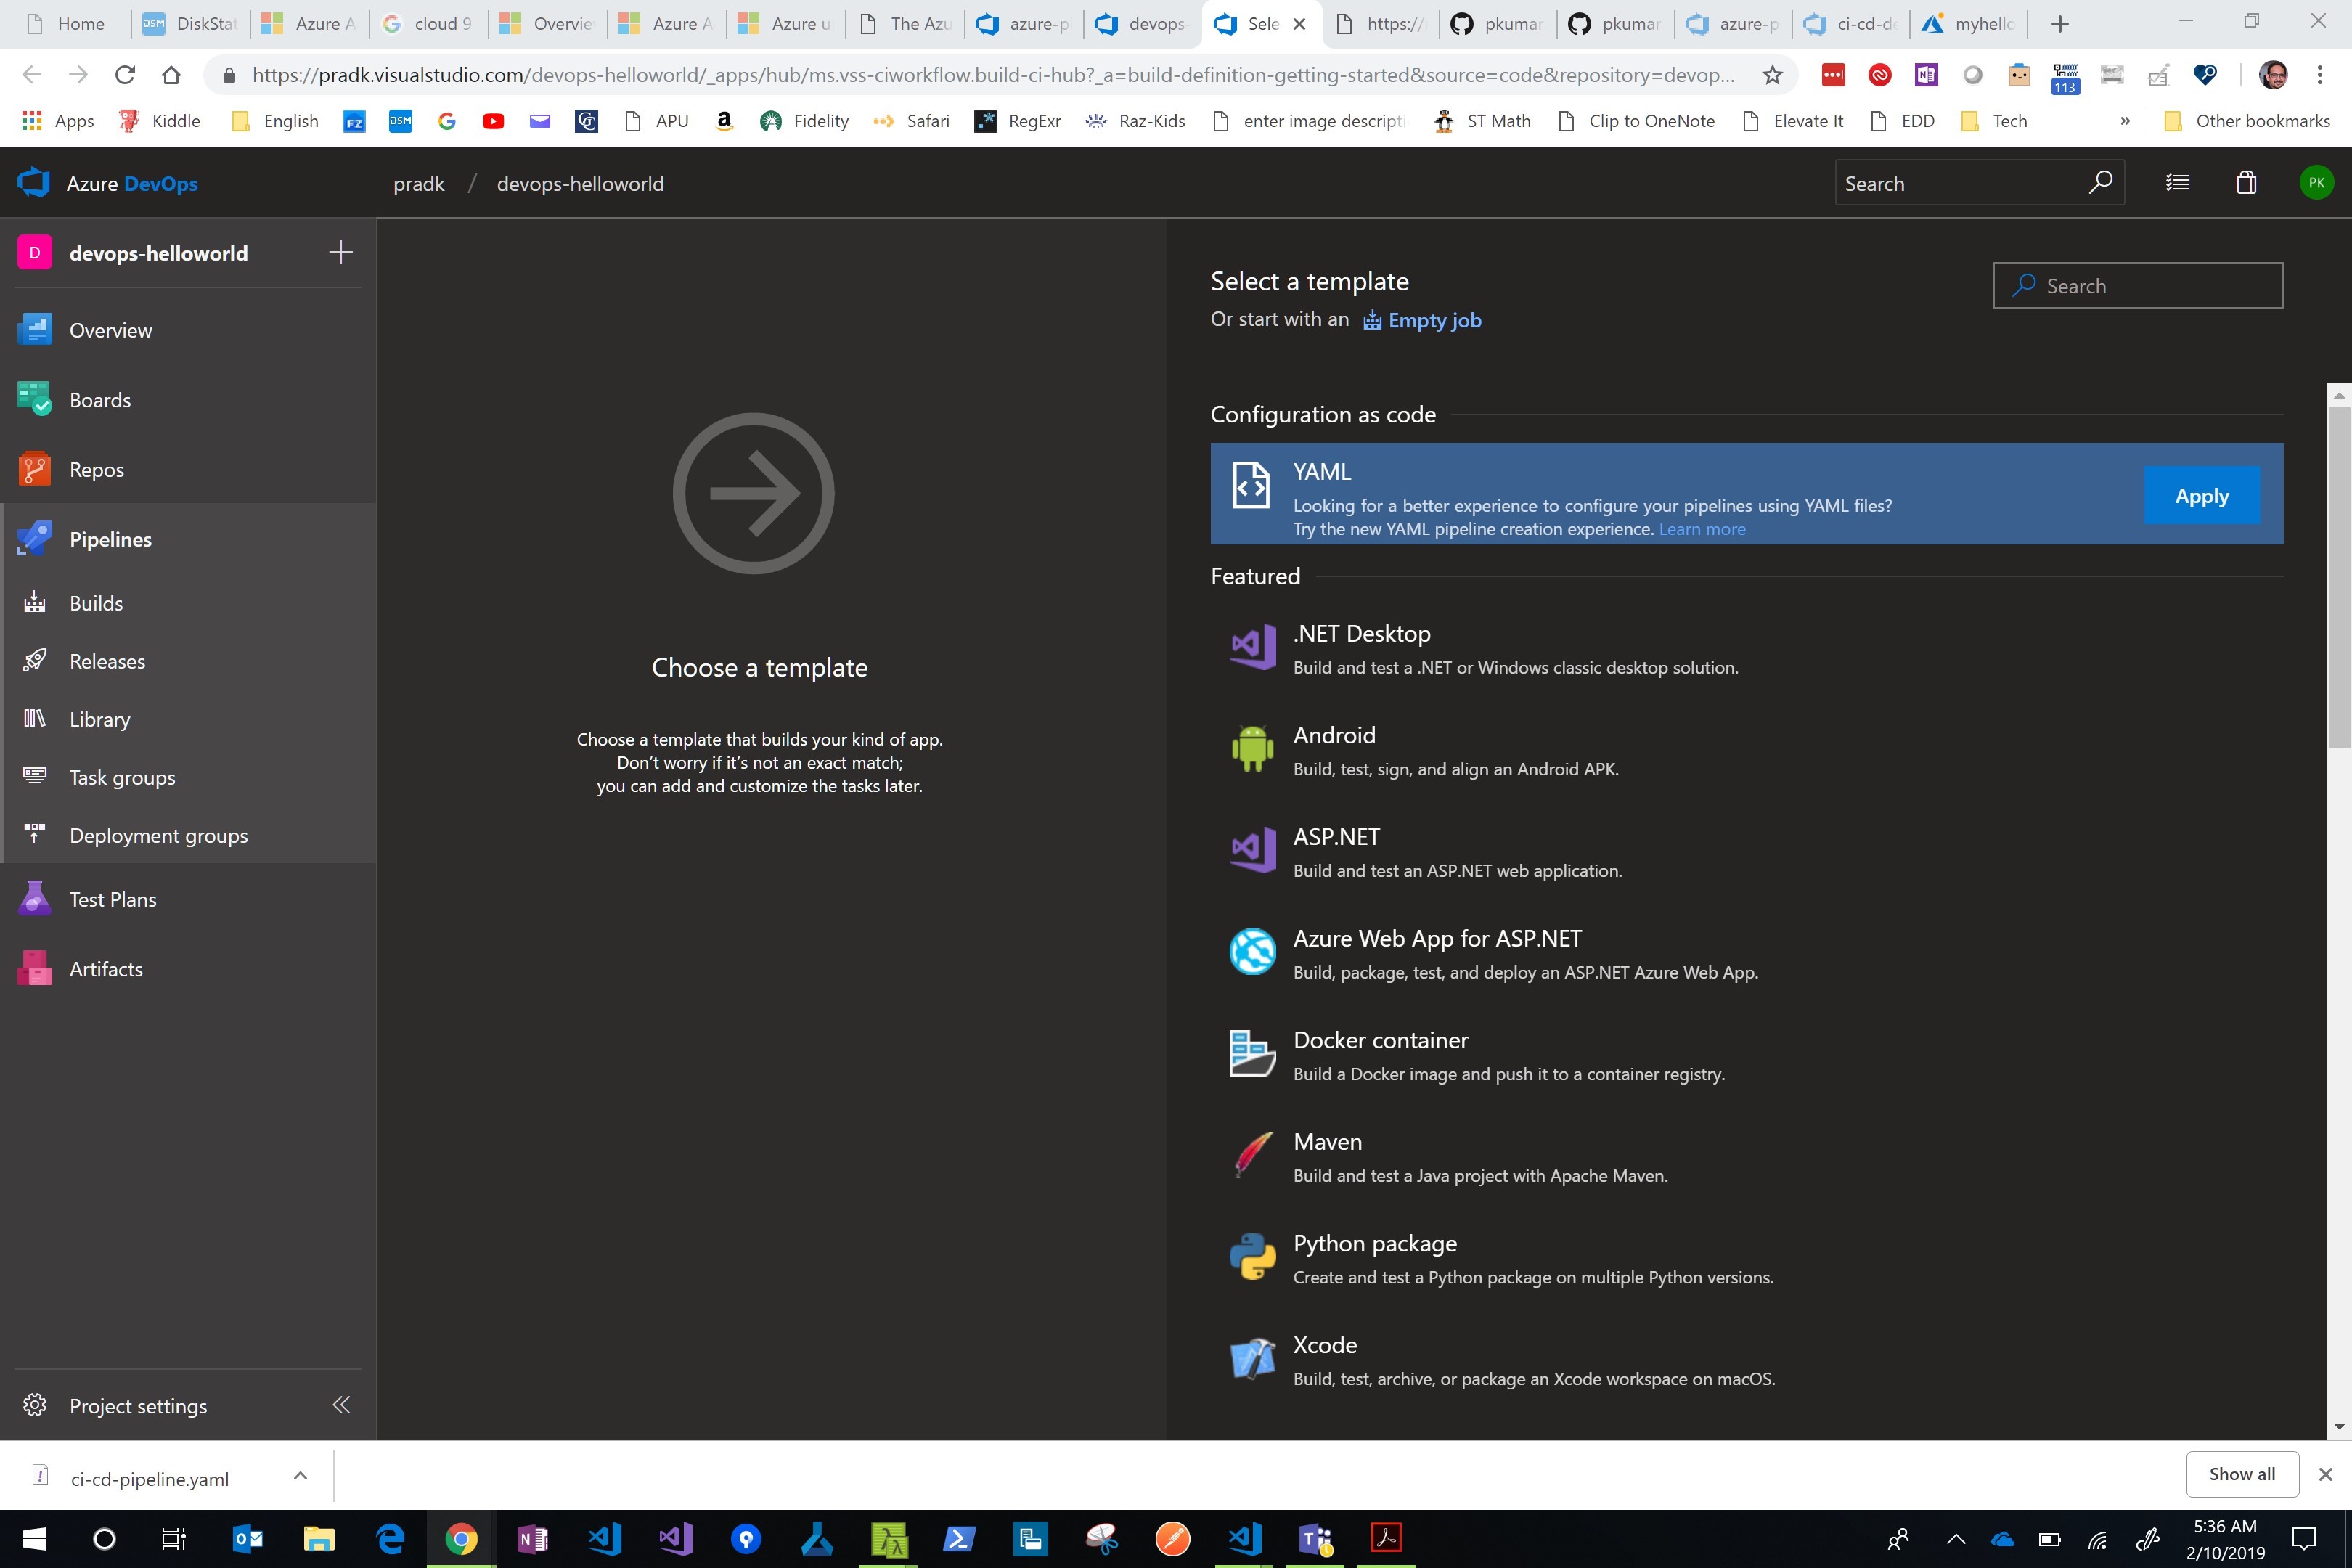 Home
DiskStat
Azure A
cloud 9
Overvie
Azure A
Azure u
The Azu
azure-p
devops-
Sele
https://
pkumar
pkumar
azure-p
ci-cd-de
myhello
https://pradk.visualstudio.com/devops-helloworld/_apps/hub/ms.vss-ciworkflow.build-ci-hub?_a=build-definition-getting-started&source=code&repository=devop...
113
Apps
Kiddle
English
FZ
DSM
APU
Fidelity
Safari
RegExr
Raz-Kids
enter image descripti
ST Math
Clip to OneNote
Elevate It
EDD
Tech
»
Other bookmarks
Azure DevOps
pradk / devops-helloworld
Search
PK
D devops-helloworld
Overview
Boards
Repos
Pipelines
Builds
Releases
Library
Task groups
Deployment groups
Test Plans
Artifacts
Project settings
Choose a template
Choose a template that builds your kind of app.
Don't worry if it's not an exact match;
you can add and customize the tasks later.
Select a template
Search
Or start with an Empty job
Configuration as code
YAML
Looking for a better experience to configure your pipelines using YAML files?
Try the new YAML pipeline creation experience. Learn more
Apply
Featured
.NET Desktop
Build and test a .NET or Windows classic desktop solution.
Android
Build, test, sign, and align an Android APK.
ASP.NET
Build and test an ASP.NET web application.
Azure Web App for ASP.NET
Build, package, test, and deploy an ASP.NET Azure Web App.
Docker container
Build a Docker image and push it to a container registry.
Maven
Build and test a Java project with Apache Maven.
Python package
Create and test a Python package on multiple Python versions.
Xcode
Build, test, archive, or package an Xcode workspace on macOS.
ci-cd-pipeline.yaml
Show all
5:36 AM
2/10/2019